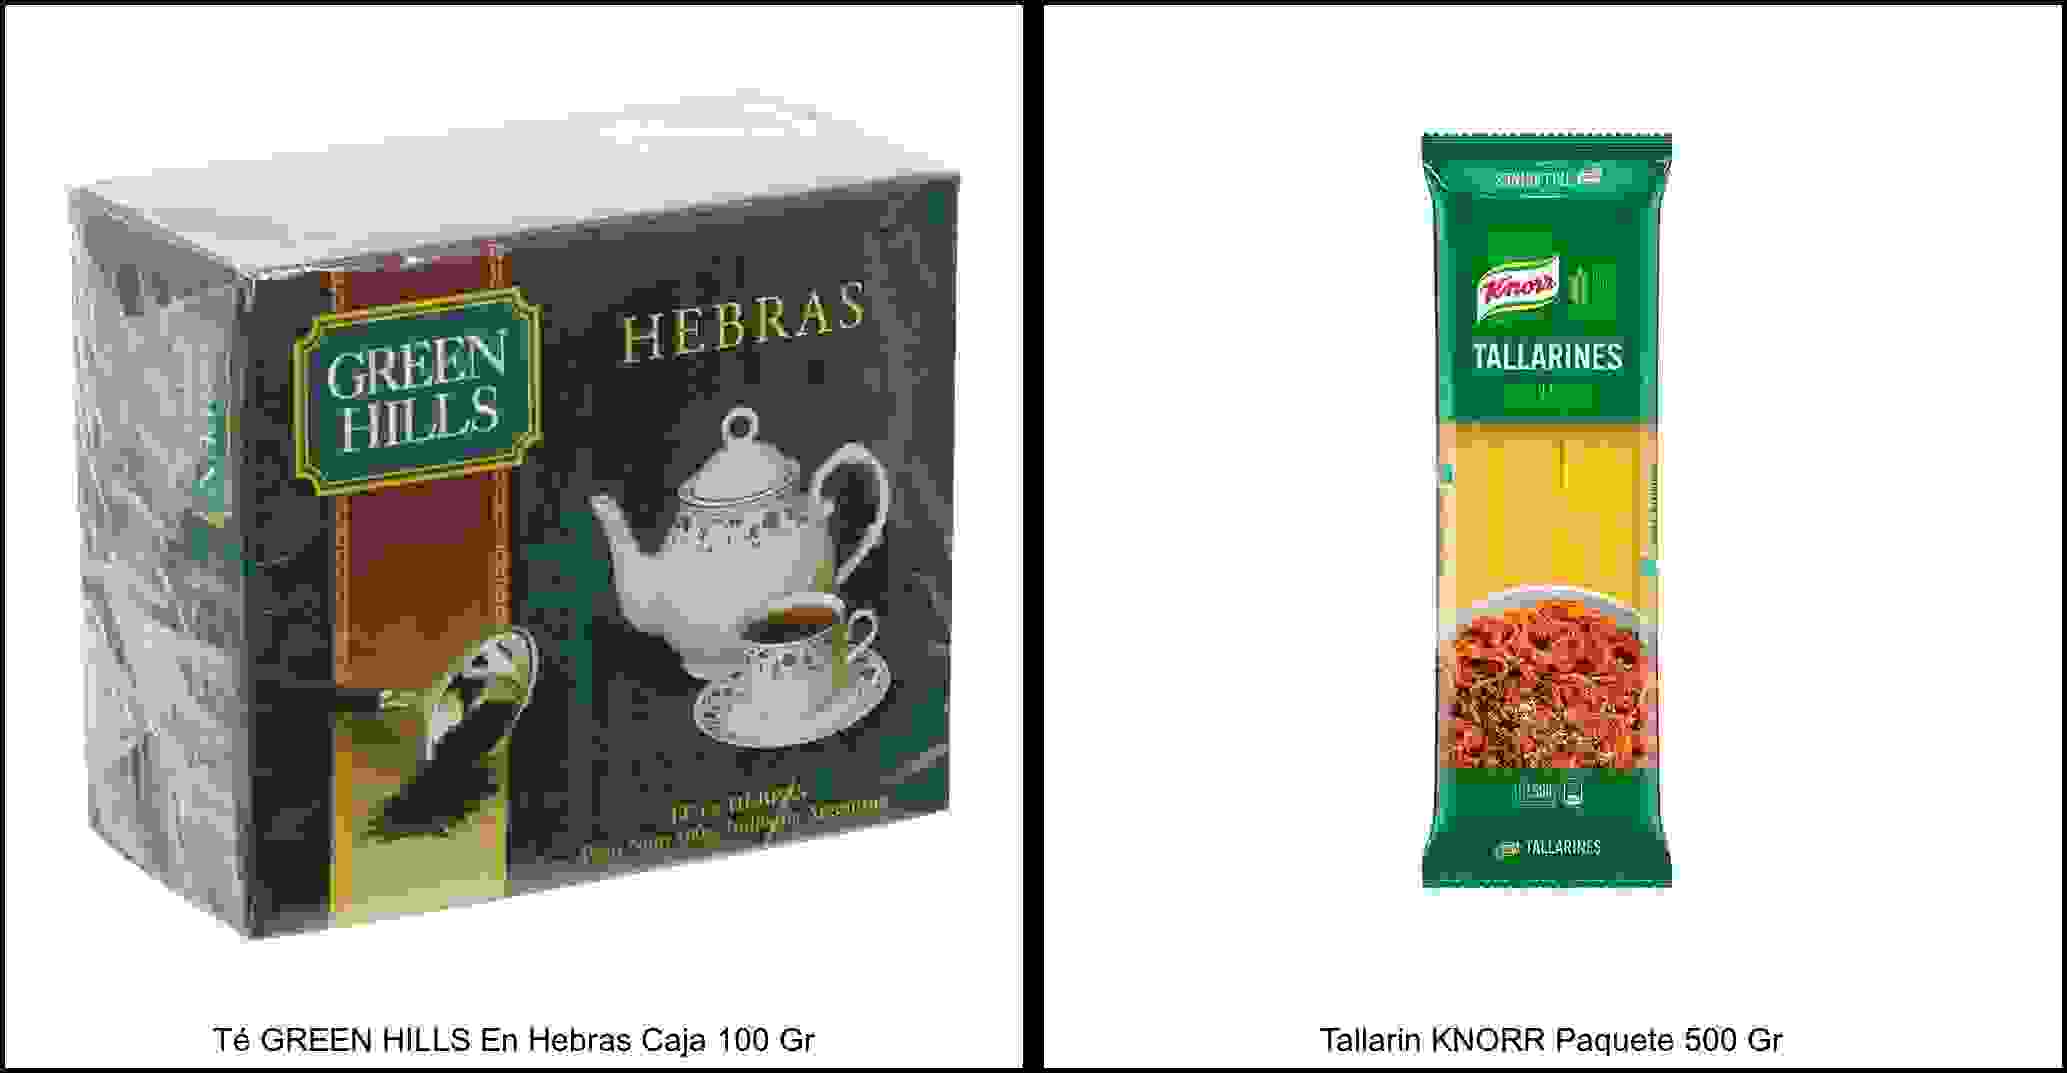 GREEN
HILLS
HEBRAS
Té GREEN HILLS En Hebras Caja 100 Gr
Knorr
TALLARINES
TALLARINES
Tallarin KNORR Paquete 500 Gr